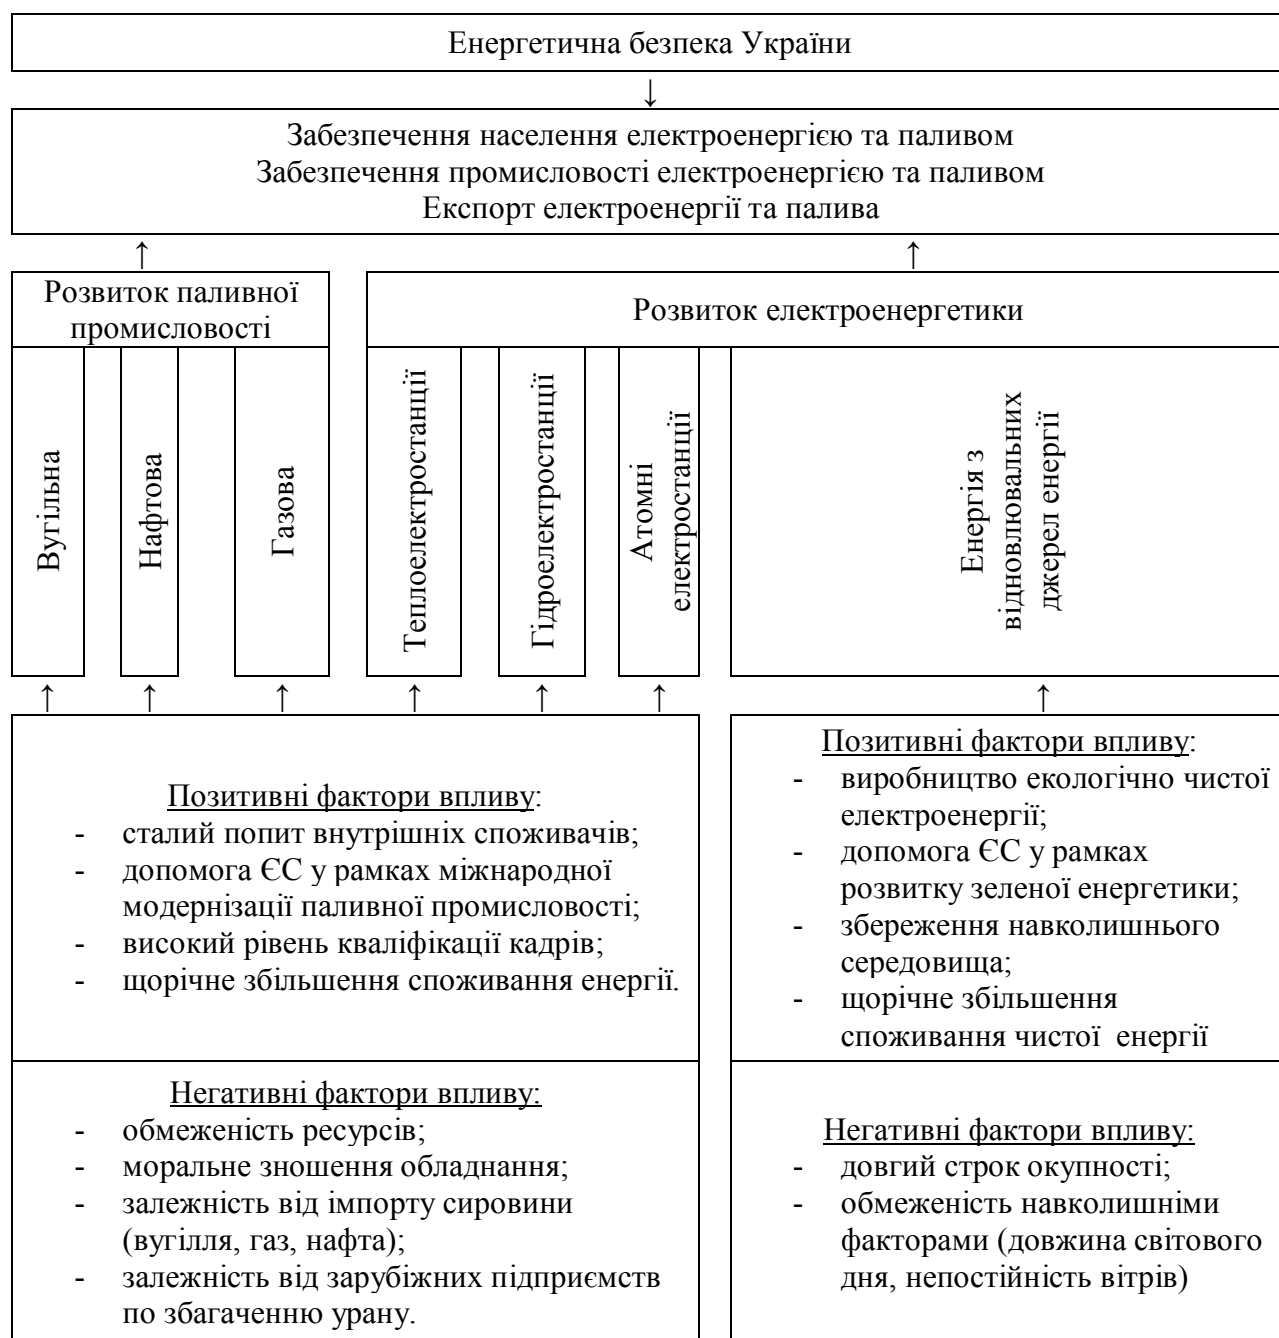 Енергетична безпека України
↓
Забезпечення населення електроенергією та паливом
Забезпечення промисловості електроенергією та паливом
Експорт електроенергії та палива
↑ ↑
Розвиток паливної
промисловості
Розвиток електроенергетики
Вугільна
Нафтова
Газова
Теплоелектростанції
Гідроелектростанції
Атомні
електростанції
Енергія з
відновлювальних
джерел енергії
↑ ↑ ↑ ↑ ↑ ↑ ↑
Позитивні фактори впливу:
- сталий попит внутрішніх споживачів;
- допомога ЄС у рамках міжнародної
модернізації паливної промисловості;
- високий рівень кваліфікації кадрів;
- щорічне збільшення споживання енергії.
Негативні фактори впливу:
- обмеженість ресурсів;
- моральне зношення обладнання;
- залежність від імпорту сировини
(вугілля, газ, нафта);
- залежність від зарубіжних підприємств
по збагаченню урану.
Позитивні фактори впливу:
- виробництво екологічно чистої
електроенергії;
- допомога ЄС у рамках
розвитку зеленої енергетики;
- збереження навколишнього
середовища;
- щорічне збільшення
споживання чистої енергії
Негативні фактори впливу:
- довгий строк окупності;
- обмеженість навколишніми
факторами (довжина світового
дня, непостійність вітрів)